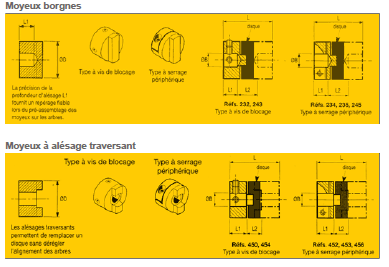 Moyeux borgnes
L1
ØB
La précision de la
profondeur d'alésage L1
fournit un repérage fiable
lors du pré-assemblage des
moyeux sur les arbres.
Type à vis de blocage
Type à serrage
périphérique
L
disque
ØB
L1 L2
Réfs. 232, 243
Type à vis de blocage
L
disque
ØB
L1 L2
Réfs. 234, 235, 245
Type à serrage périphérique
Moyeux à alésage traversant
ØB
Les alésages traversants
permettent de remplacer un
disque sans dérégler
l'alignement des arbres
Type à vis de blocage
Type à serrage
périphérique
L
disque
ØB
L1 L2
Réfs. 450, 454
Type à vis de blocage
L
disque
ØB
L1 L2
Réfs. 452, 453, 456
Type à serrage périphérique